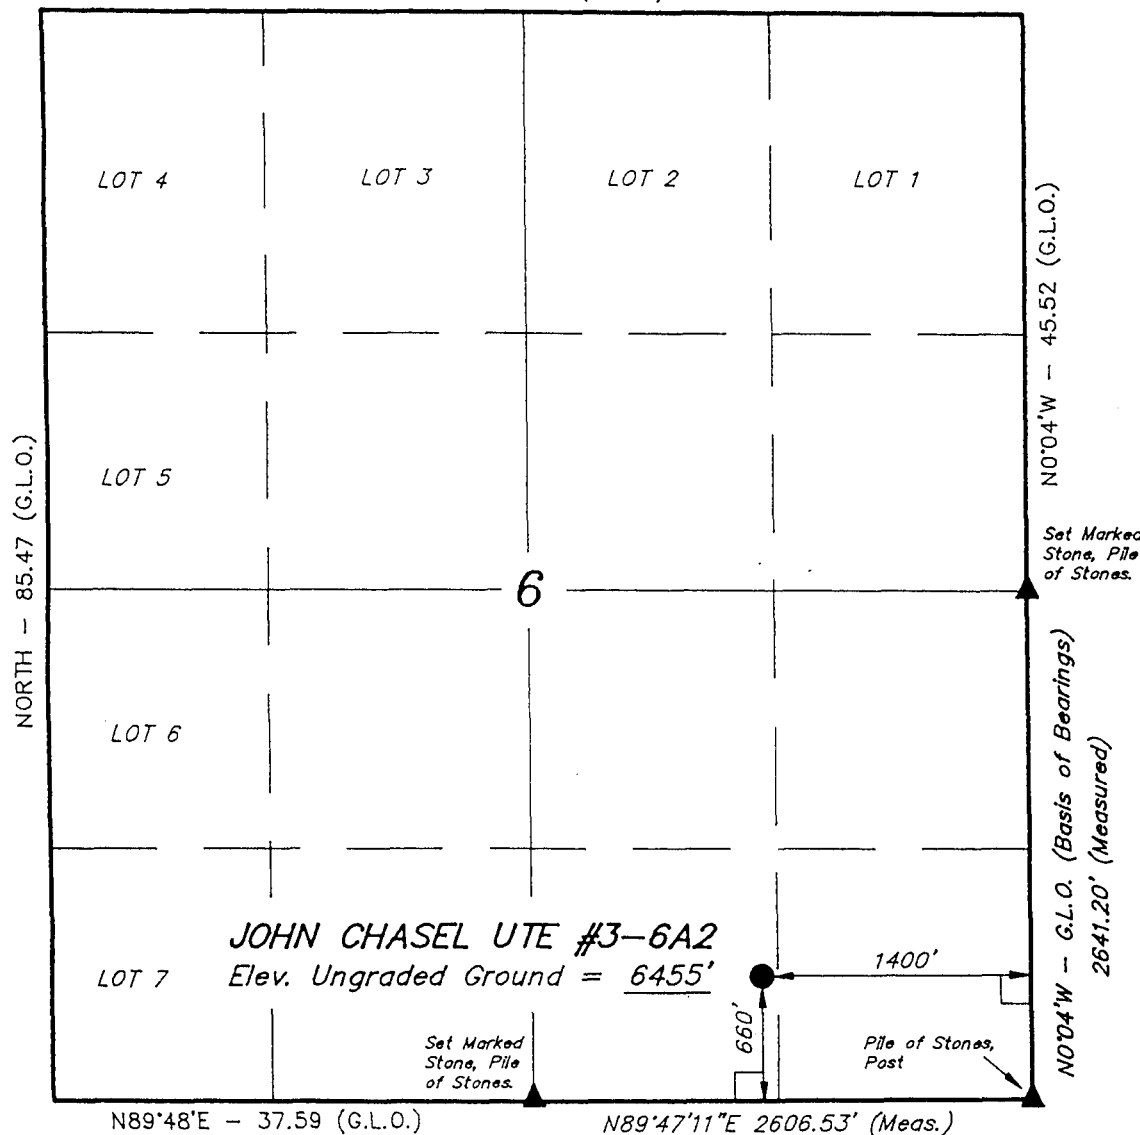 LOT 4
LOT 3
LOT 2
LOT 1
N0°04'W – 45.52 (G.L.O.)
LOT 5
NORTH – 85.47 (G.L.O.)
Set Marked
Stone, Pile
of Stones.
6
LOT 6
N0°04'W – G.L.O. (Basis of Bearings)
2641.20' (Measured)
JOHN CHASEL UTE #3–6A2
Elev. Ungraded Ground = 6455'
LOT 7
1400'
660'
Set Marked
Stone, Pile
of Stones.
Pile of Stones,
Post
N89°48'E – 37.59 (G.L.O.)
N89°47'11"E 2606.53' (Meas.)